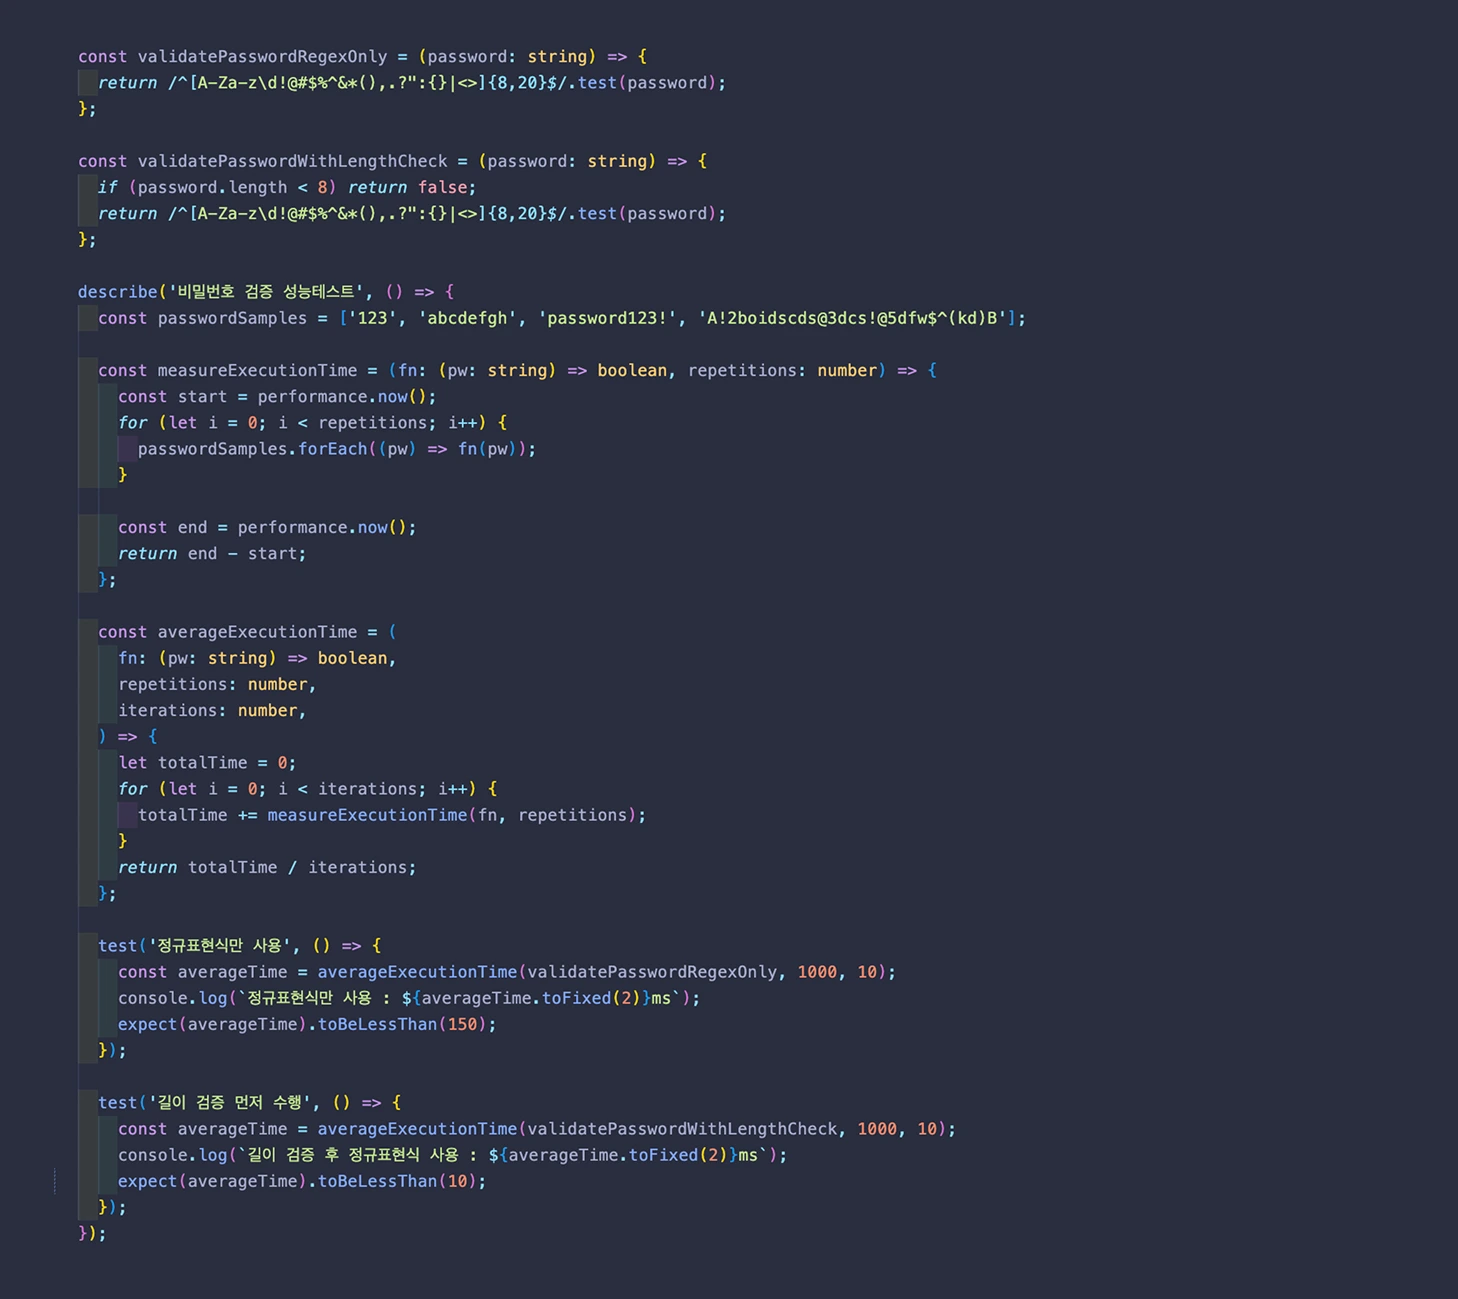 const validatePasswordRegexOnly = (password: string) => {
  return /^[A-Za-z\d!@#$%^&*(),.?":{}|<>]{8,20}$/.test(password);
};

const validatePasswordWithLengthCheck = (password: string) => {
  if (password.length < 8) return false;
  return /^[A-Za-z\d!@#$%^&*(),.?":{}|<>]{8,20}$/.test(password);
};

describe('비밀번호 검증 성능테스트', () => {
  const passwordSamples = ['123', 'abcdefgh', 'password123!', 'A!2boidscds@3dcs!@5dfw$^(kd)B'];

  const measureExecutionTime = (fn: (pw: string) => boolean, repetitions: number) => {
    const start = performance.now();
    for (let i = 0; i < repetitions; i++) {
      passwordSamples.forEach((pw) => fn(pw));
    }

    const end = performance.now();
    return end - start;
  };

  const averageExecutionTime = (
    fn: (pw: string) => boolean,
    repetitions: number,
    iterations: number,
  ) => {
    let totalTime = 0;
    for (let i = 0; i < iterations; i++) {
      totalTime += measureExecutionTime(fn, repetitions);
    }
    return totalTime / iterations;
  };

  test('정규표현식만 사용', () => {
    const averageTime = averageExecutionTime(validatePasswordRegexOnly, 1000, 10);
    console.log(`정규표현식만 사용 : ${averageTime.toFixed(2)}ms`);
    expect(averageTime).toBeLessThan(150);
  });

  test('길이 검증 먼저 수행', () => {
    const averageTime = averageExecutionTime(validatePasswordWithLengthCheck, 1000, 10);
    console.log(`길이 검증 후 정규표현식 사용 : ${averageTime.toFixed(2)}ms`);
    expect(averageTime).toBeLessThan(10);
  });
});